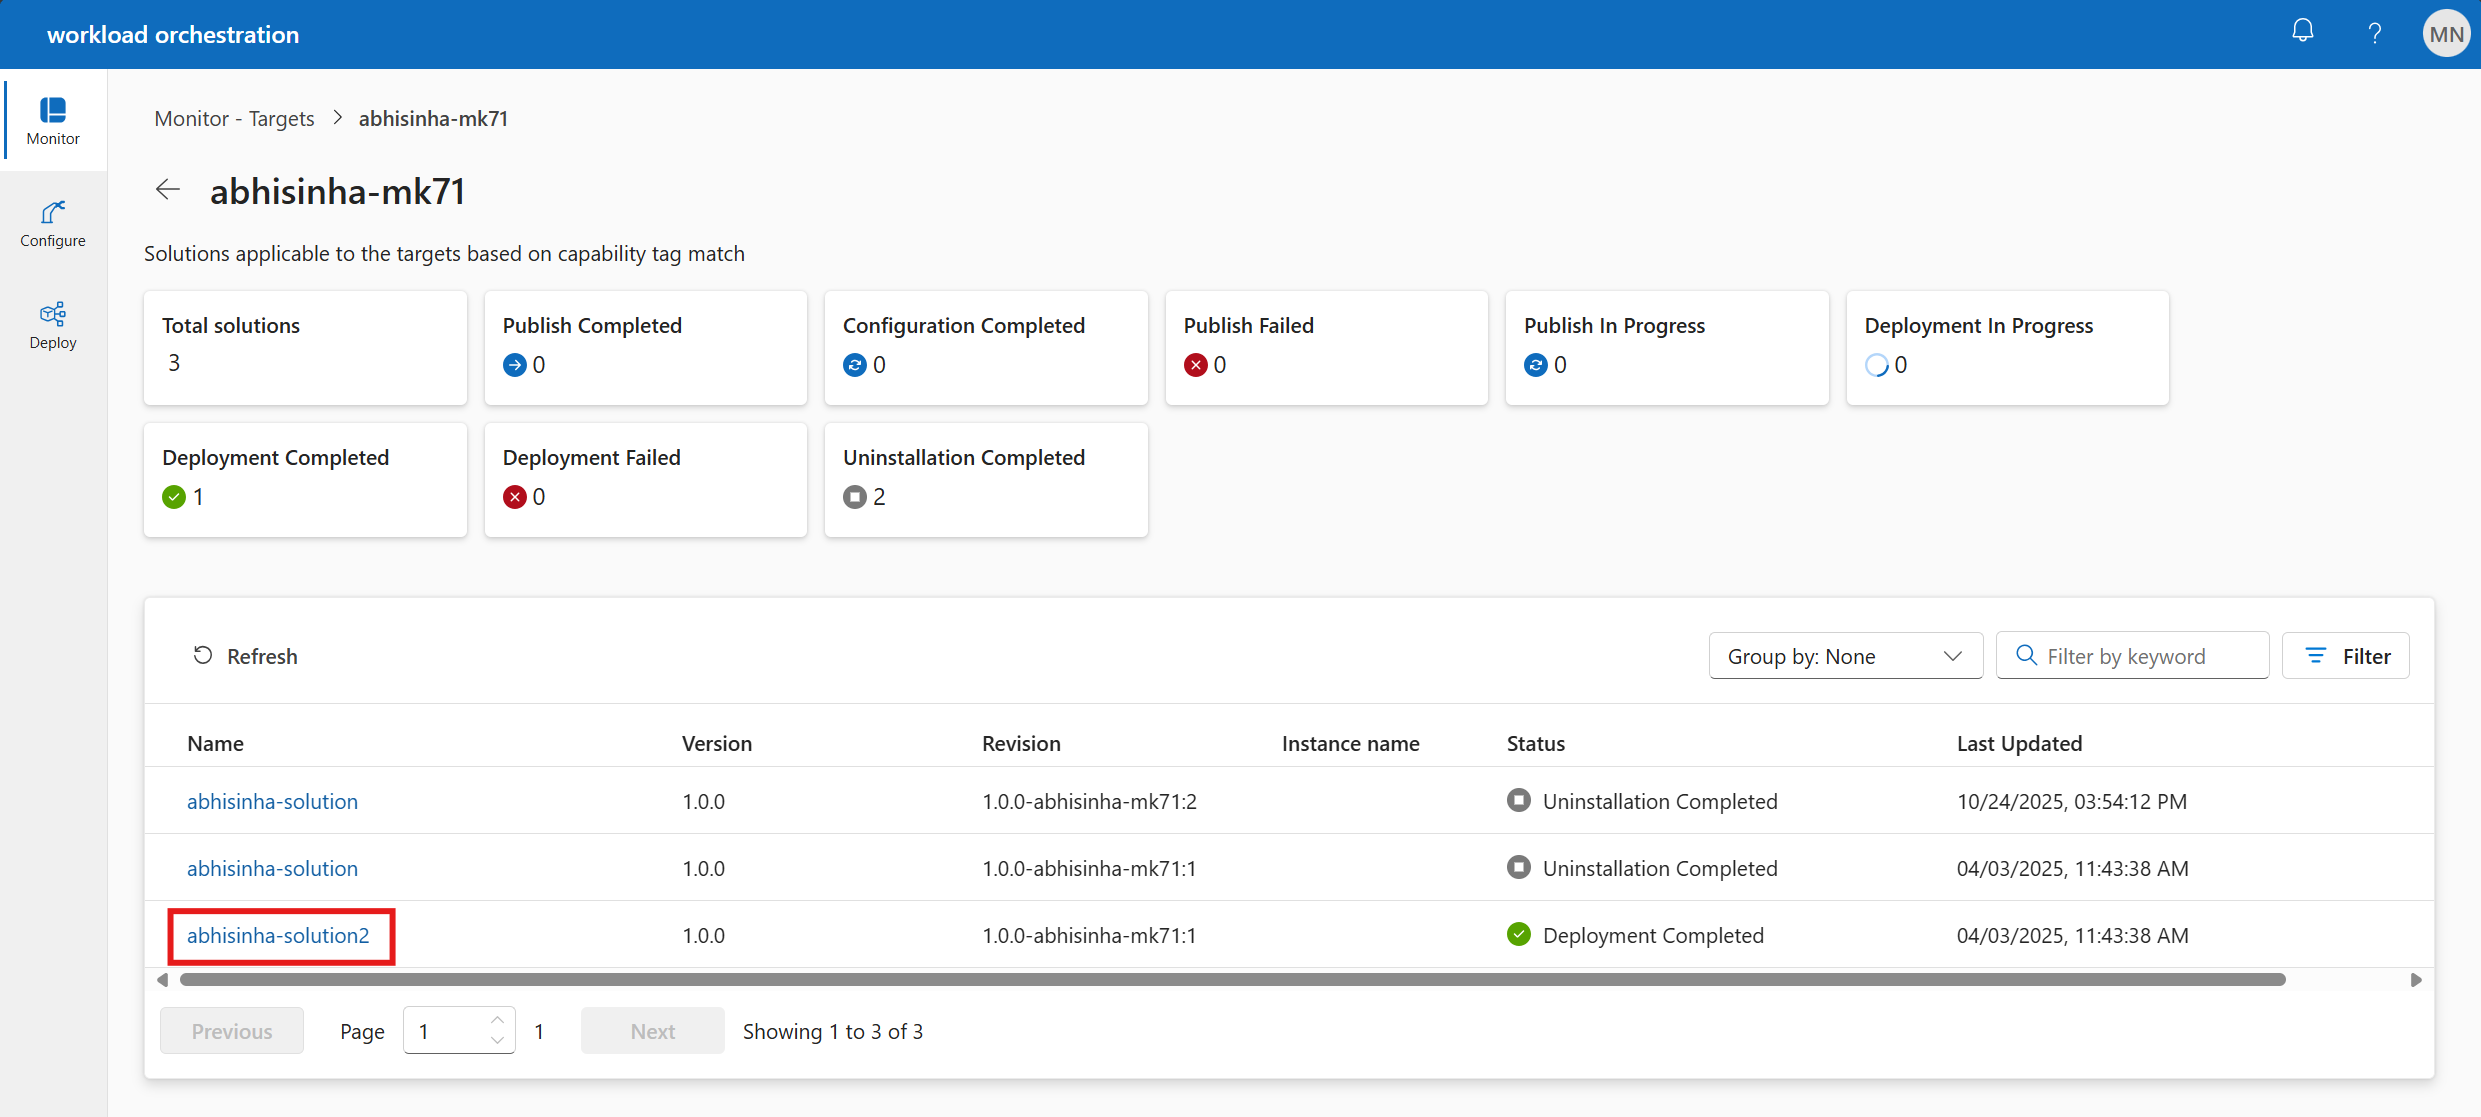 workload orchestration
MN
Monitor
Configure
Deploy
Monitor - Targets > abhisinha-mk71
abhisinha-mk71
Solutions applicable to the targets based on capability tag match
Total solutions
3
Publish Completed
0
Configuration Completed
0
Publish Failed
0
Publish In Progress
0
Deployment In Progress
0
Deployment Completed
1
Deployment Failed
0
Uninstallation Completed
2
Refresh
Group by: None
Filter by keyword
Filter
Name Version Revision Instance name Status Last Updated
abhisinha-solution 1.0.0 1.0.0-abhisinha-mk71:2 Uninstallation Completed 10/24/2025, 03:54:12 PM
abhisinha-solution 1.0.0 1.0.0-abhisinha-mk71:1 Uninstallation Completed 04/03/2025, 11:43:38 AM
abhisinha-solution2 1.0.0 1.0.0-abhisinha-mk71:1 Deployment Completed 04/03/2025, 11:43:38 AM
Previous Page 1 1 Next Showing 1 to 3 of 3